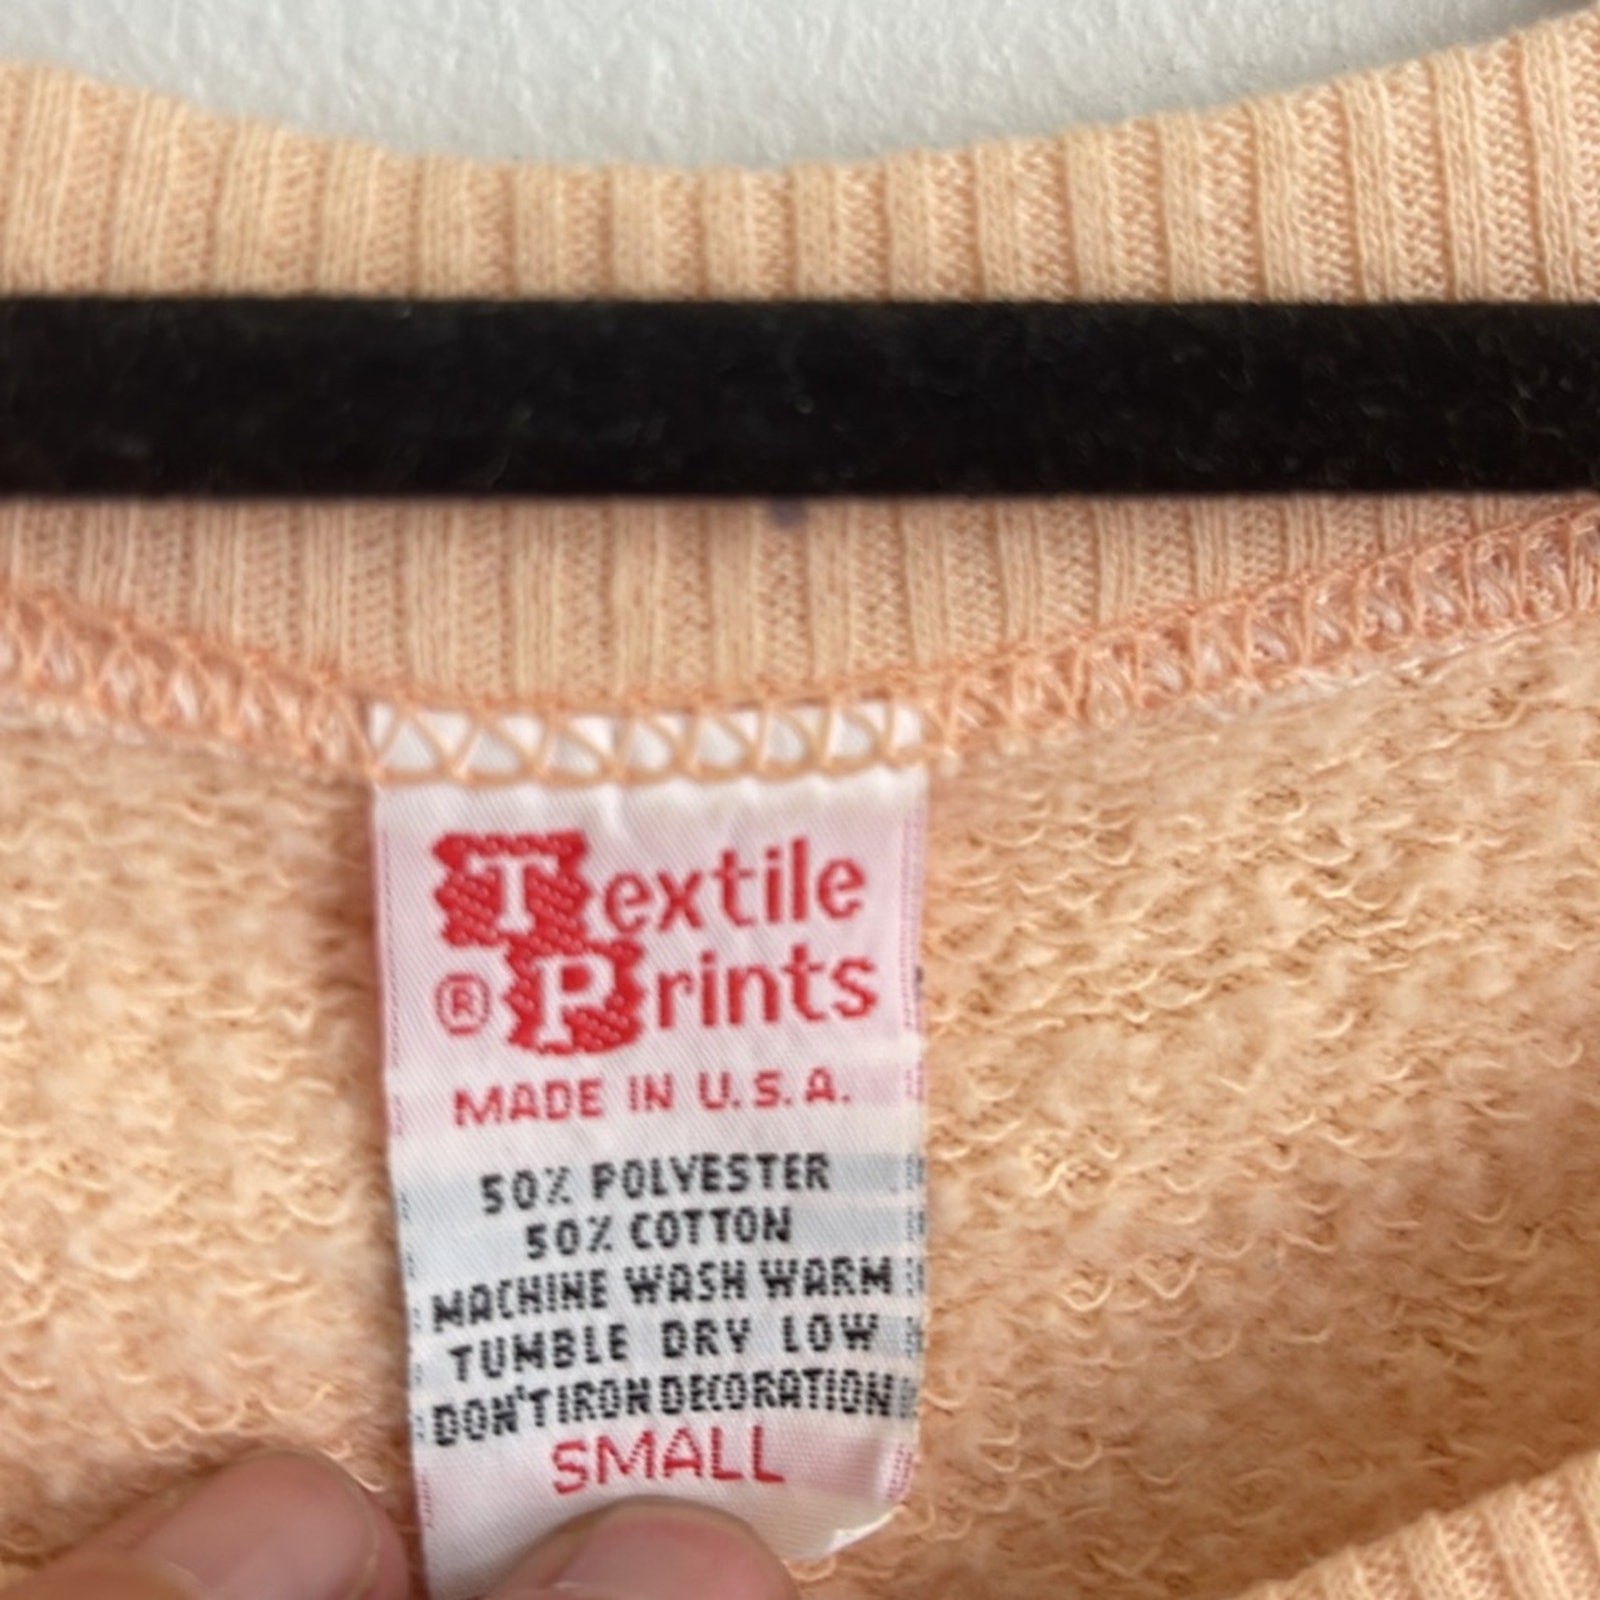 Textile
® Prints
MADE IN U.S.A.
50% POLYESTER
50% COTTON
MACHINE WASH WARM
TUMBLE DRY LOW
DON'T IRON DECORATION
SMALL